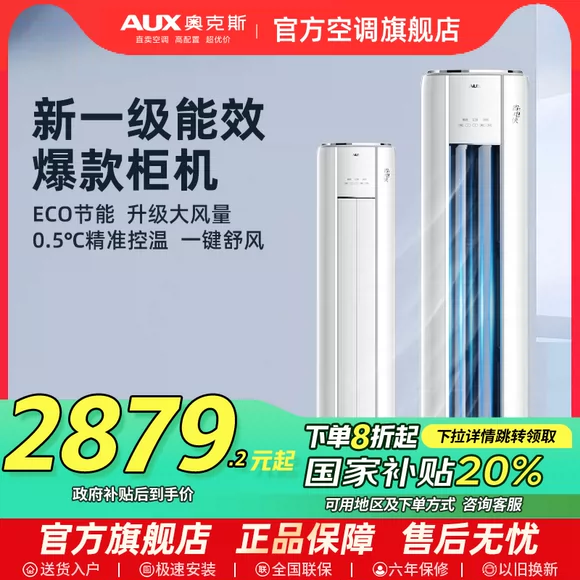 AUX奥克斯 官方空调旗舰店
直卖空调 高配置 超优价
新一级能效
爆款柜机
ECO节能 升级大风量
0.5℃精准控温 一键舒风
AUX
AUX
2879.2元起
政府补贴后到手价
下单8折起 下拉详情跳转领取
国家补贴20%
可用地区及下单方式 咨询客服
官方旗舰店 正品保障 售后无忧
送货入户 极速安装 全国联保 六年保修 以旧换新